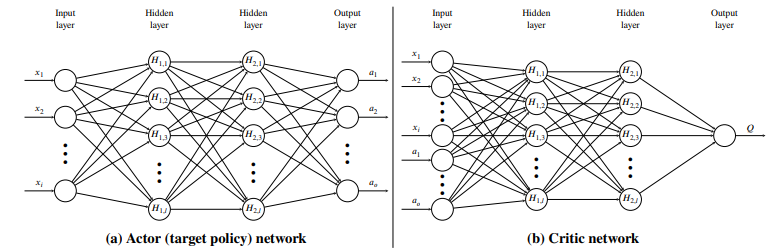 Input
layer
Hidden
layer
Hidden
layer
Output
layer
x1
x2
xi
H1,1
H1,2
H1,3
H1,j
H2,1
H2,2
H2,3
H2,j
a1
a2
ao
(a) Actor (target policy) network
Input
layer
Hidden
layer
Hidden
layer
Output
layer
x1
x2
xi
a1
ao
H1,1
H1,2
H1,3
H1,j
H2,1
H2,2
H2,3
H2,j
Q
(b) Critic network